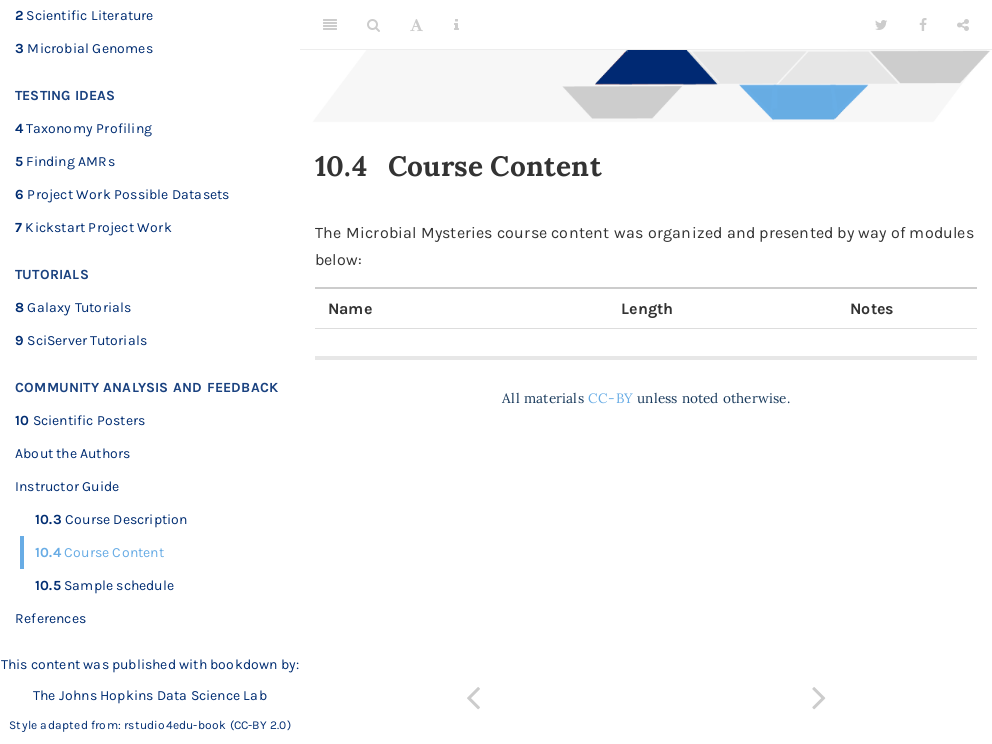 2 Scientific Literature
3 Microbial Genomes
TESTING IDEAS
4 Taxonomy Profiling
5 Finding AMRs
6 Project Work Possible Datasets
7 Kickstart Project Work
TUTORIALS
8 Galaxy Tutorials
9 SciServer Tutorials
COMMUNITY ANALYSIS AND FEEDBACK
10 Scientific Posters
About the Authors
Instructor Guide
10.3 Course Description
10.4 Course Content
10.5 Sample schedule
References
This content was published with bookdown by:
The Johns Hopkins Data Science Lab
Style adapted from: rstudio4edu-book (CC-BY 2.0)
10.4 Course Content
The Microbial Mysteries course content was organized and presented by way of modules
below:
Name Length Notes
All materials CC-BY unless noted otherwise.